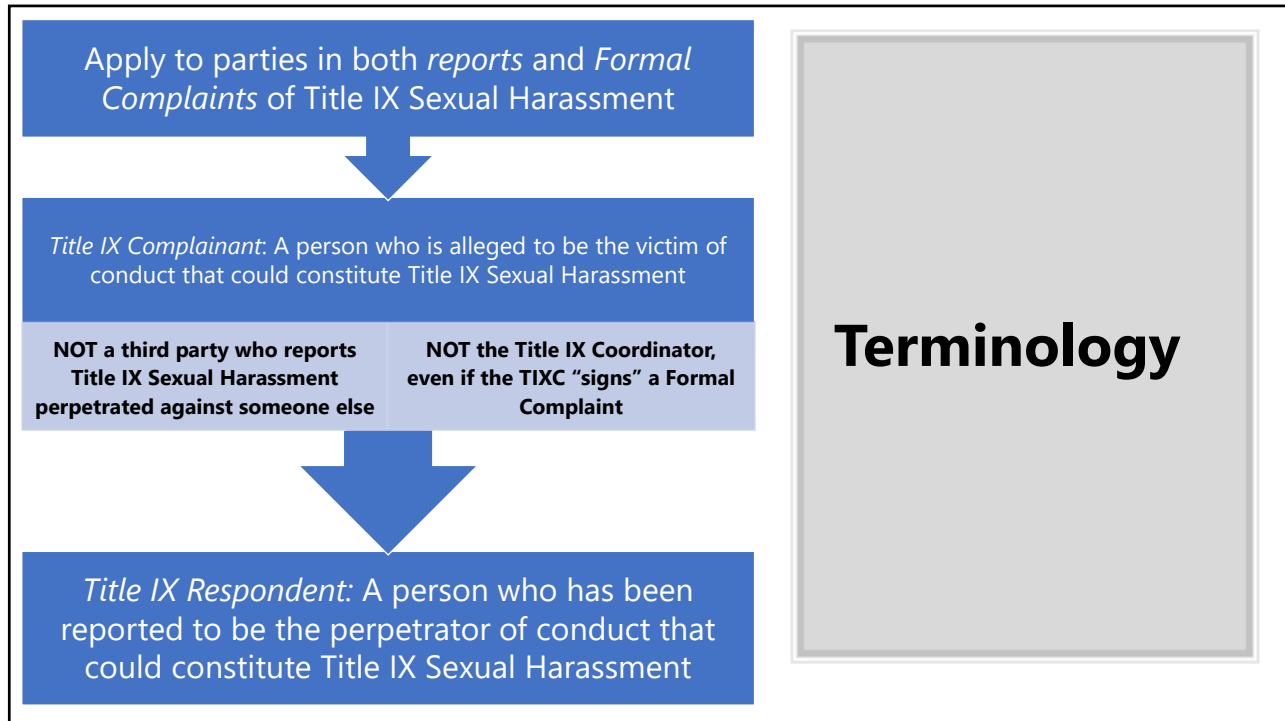 Apply to parties in both reports and Formal
Complaints of Title IX Sexual Harassment
Title IX Complainant: A person who is alleged to be the victim of
conduct that could constitute Title IX Sexual Harassment
NOT a third party who reports
Title IX Sexual Harassment
perpetrated against someone else
NOT the Title IX Coordinator,
even if the TIXC “signs” a Formal
Complaint
Title IX Respondent: A person who has been
reported to be the perpetrator of conduct that
could constitute Title IX Sexual Harassment
Terminology